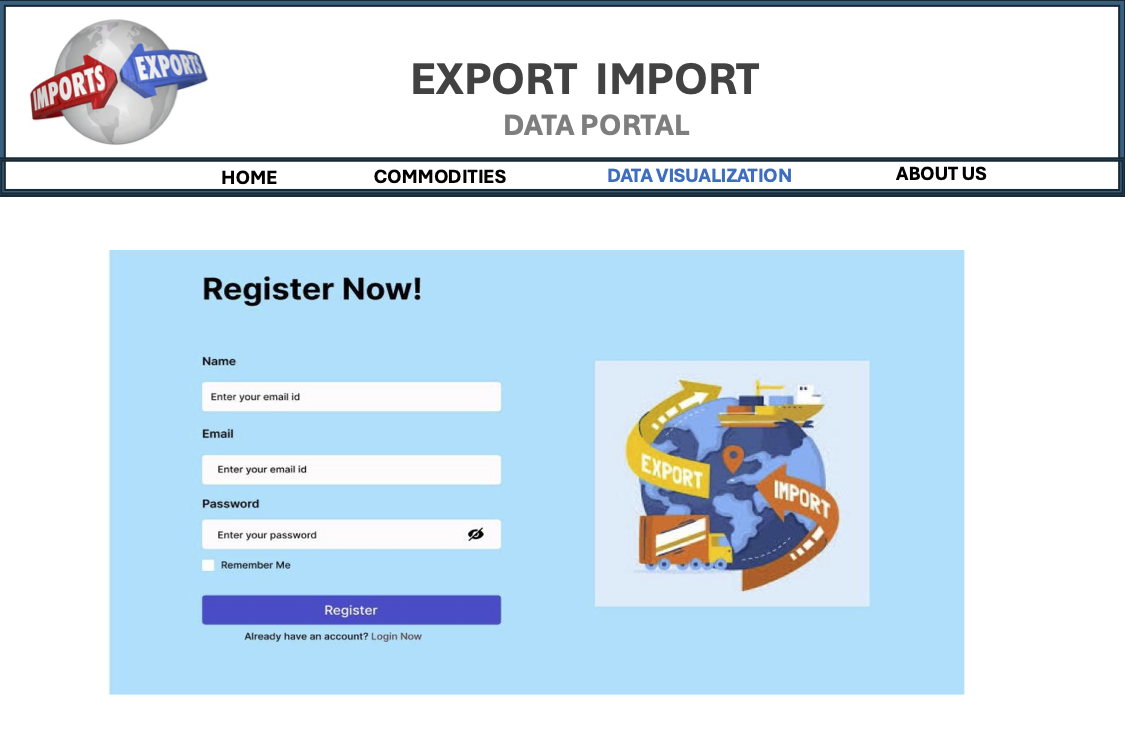 IMPORTS
EXPORTS
EXPORT IMPORT
DATA PORTAL
HOME
COMMODITIES
DATA VISUALIZATION
ABOUT US
Register Now!
Name
Enter your email id
Email
Enter your email id
Password
Enter your password
Remember Me
Register
Already have an account? Login Now
EXPORT
IMPORT